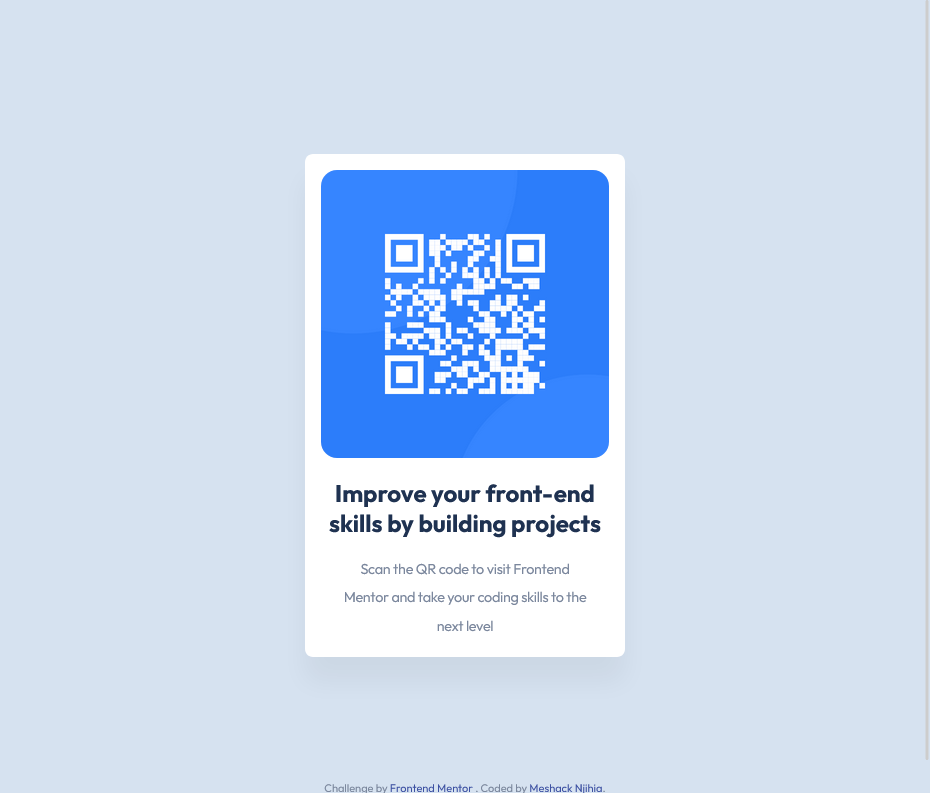 Improve your front-end
skills by building projects
Scan the QR code to visit Frontend
Mentor and take your coding skills to the
next level
Challenge by Frontend Mentor . Coded by Meshack Njihia.